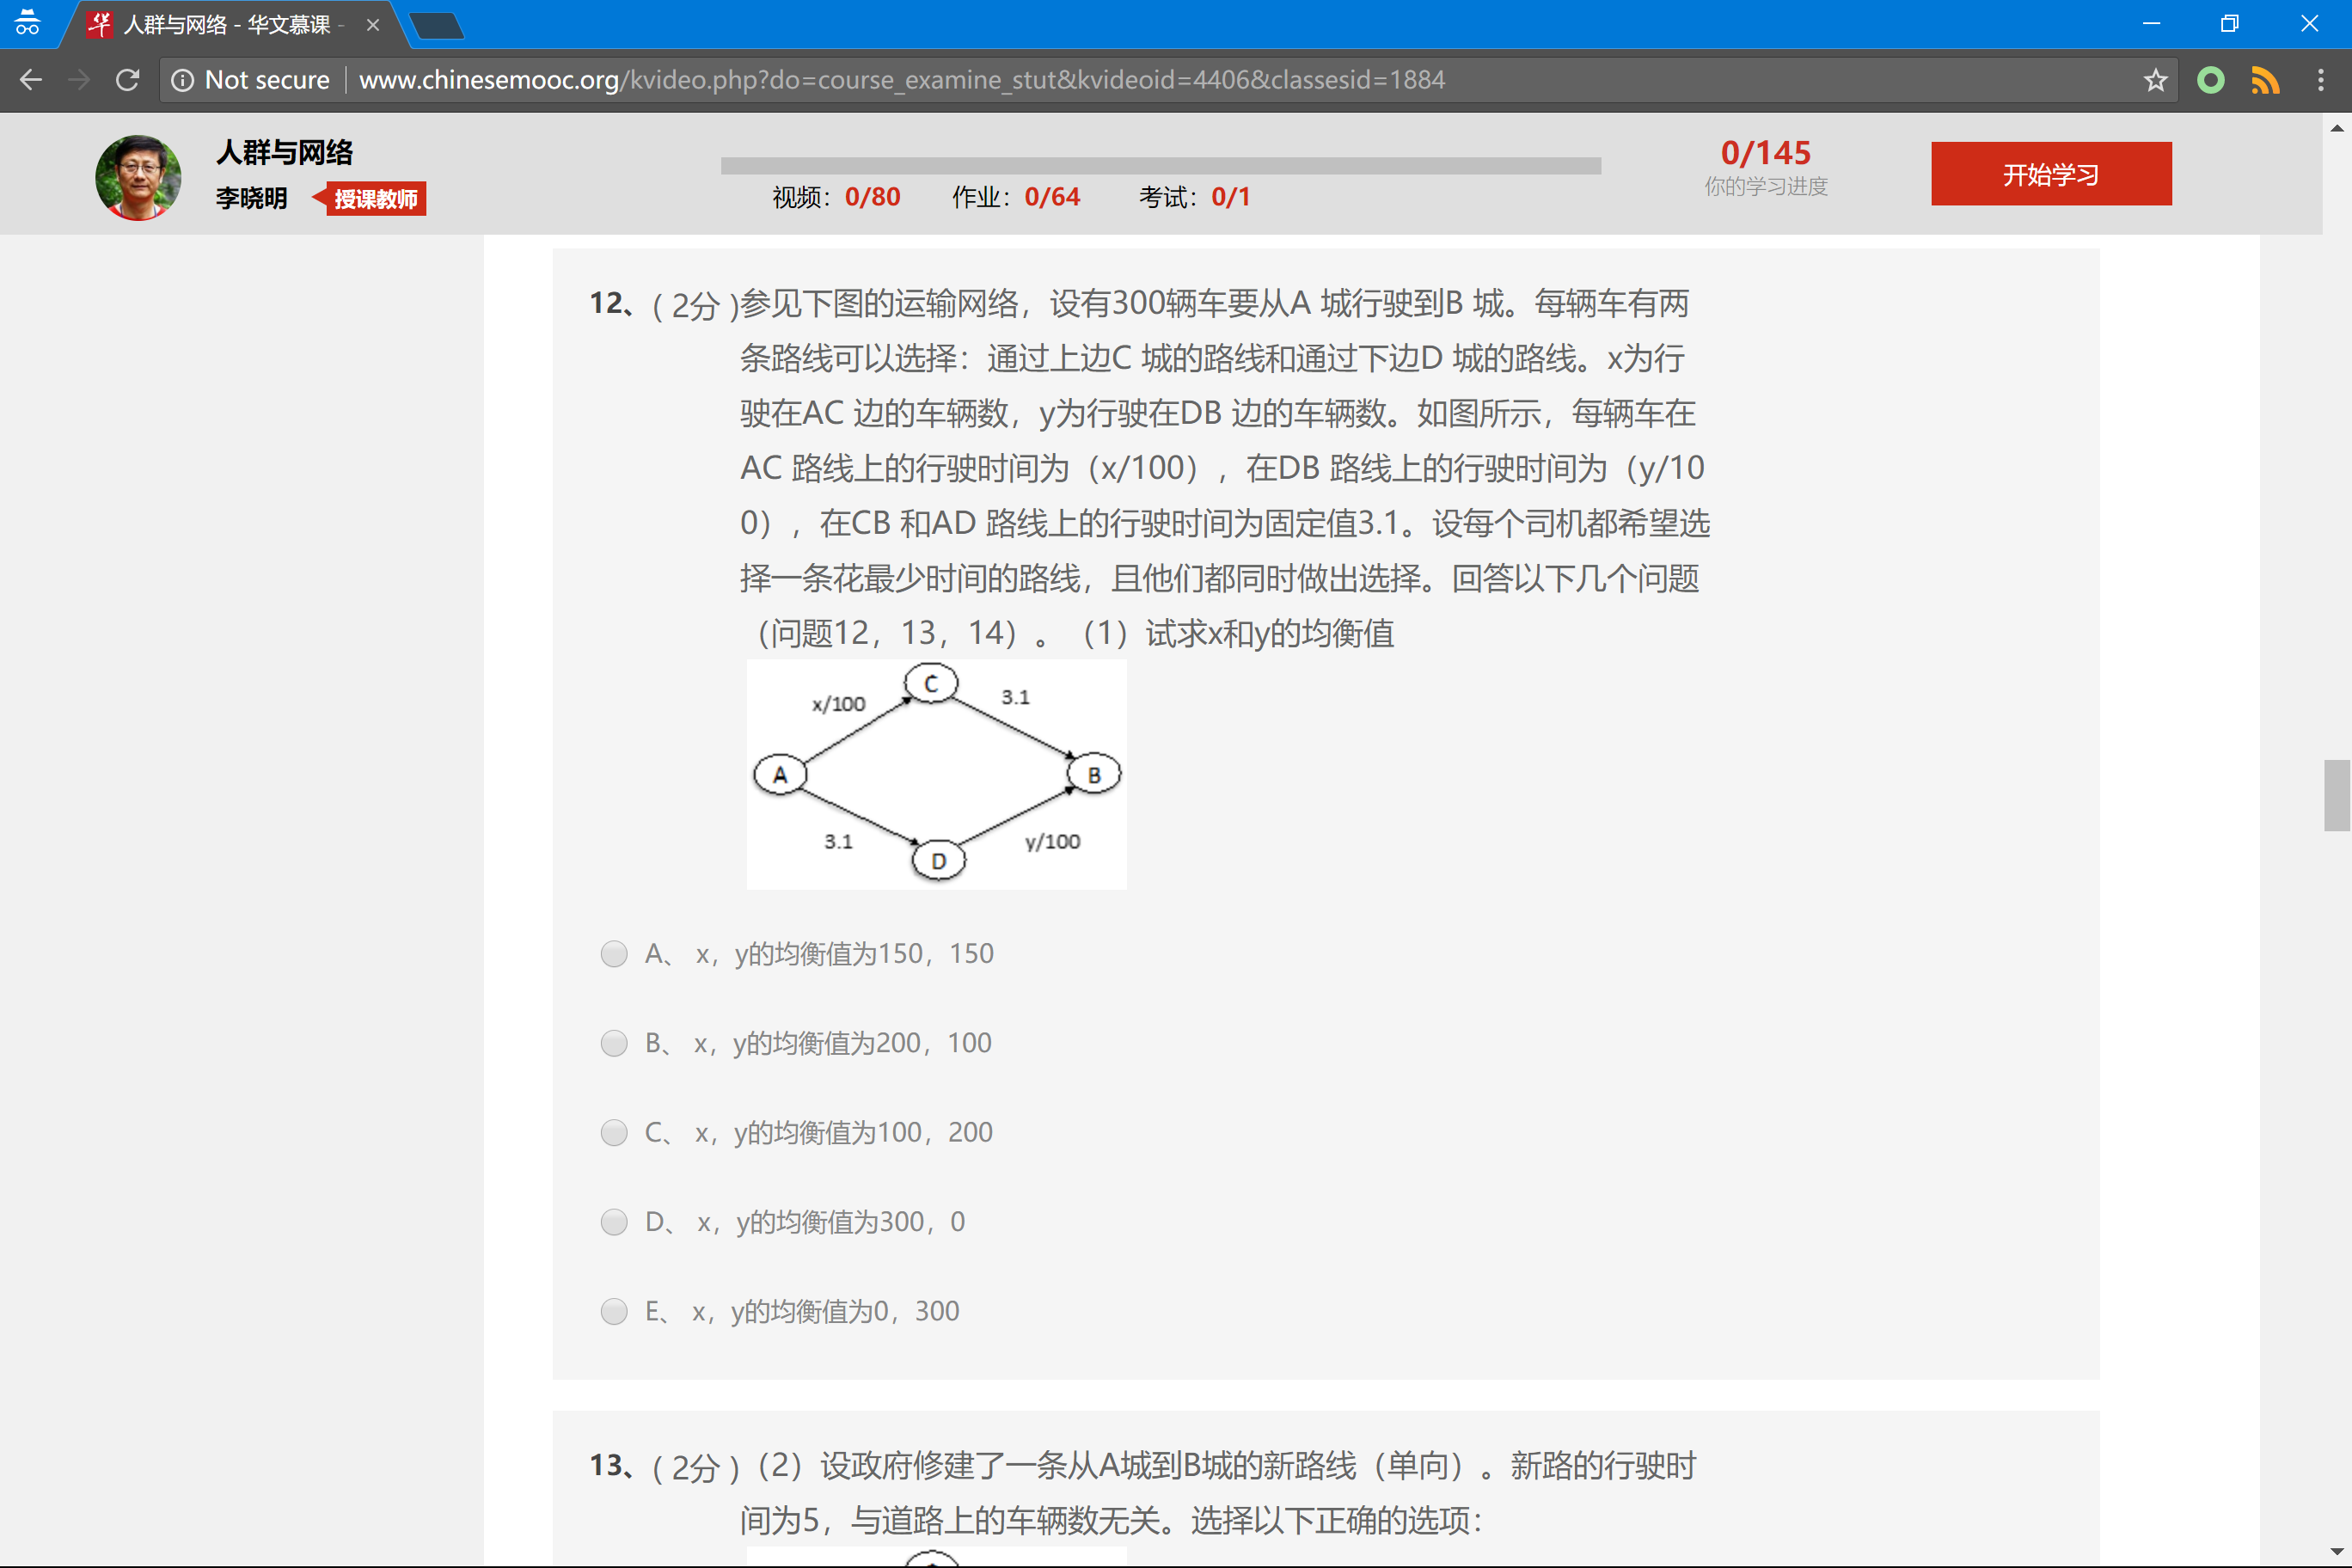 人群与网络 - 华文慕课 -
Not secure
www.chinesemooc.org/kvideo.php?do=course_examine_stut&kvideoid=4406&classesid=1884
人群与网络
李晓明 授课教师
视频：0/80 作业：0/64 考试：0/1
0/145
你的学习进度
开始学习
12、( 2分 )参见下图的运输网络，设有300辆车要从A 城行驶到B 城。每辆车有两
条路线可以选择：通过上边C 城的路线和通过下边D 城的路线。x为行
驶在AC 边的车辆数，y为行驶在DB 边的车辆数。如图所示，每辆车在
AC 路线上的行驶时间为（x/100），在DB 路线上的行驶时间为（y/10
0），在CB 和AD 路线上的行驶时间为固定值3.1。设每个司机都希望选
择一条花最少时间的路线，且他们都同时做出选择。回答以下几个问题
（问题12，13，14）。（1）试求x和y的均衡值
C
x/100
3.1
A
B
3.1
y/100
D
A、 x，y的均衡值为150，150
B、 x，y的均衡值为200，100
C、 x，y的均衡值为100，200
D、 x，y的均衡值为300，0
E、 x，y的均衡值为0，300
13、( 2分 )（2）设政府修建了一条从A城到B城的新路线（单向）。新路的行驶时
间为5，与道路上的车辆数无关。选择以下正确的选项：